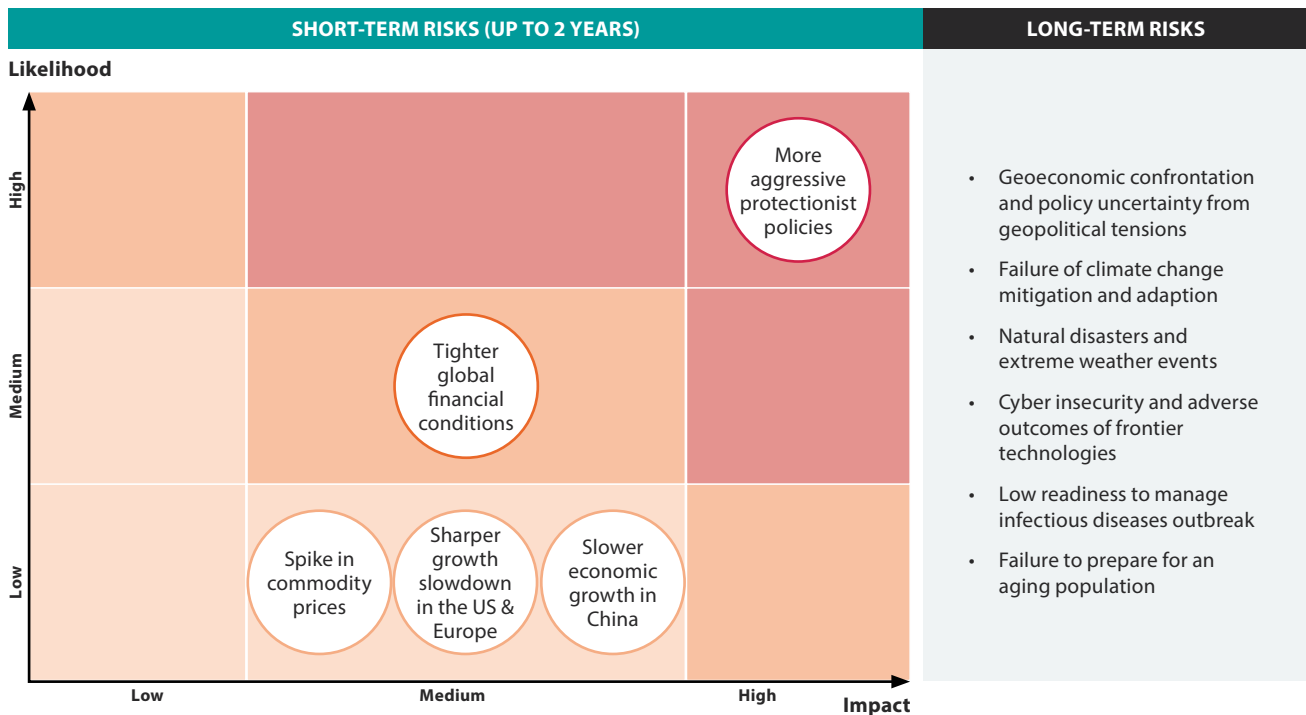 SHORT-TERM RISKS (UP TO 2 YEARS)
LONG-TERM RISKS
Likelihood
High
Medium
Low
More
aggressive
protectionist
policies
Tighter
global
financial
conditions
Spike in
commodity
prices
Sharper
growth
slowdown
in the US &
Europe
Slower
economic
growth in
China
Low
Medium
High
Impact
• Geoeconomic confrontation
and policy uncertainty from
geopolitical tensions
• Failure of climate change
mitigation and adaption
• Natural disasters and
extreme weather events
• Cyber insecurity and adverse
outcomes of frontier
technologies
• Low readiness to manage
infectious diseases outbreak
• Failure to prepare for an
aging population